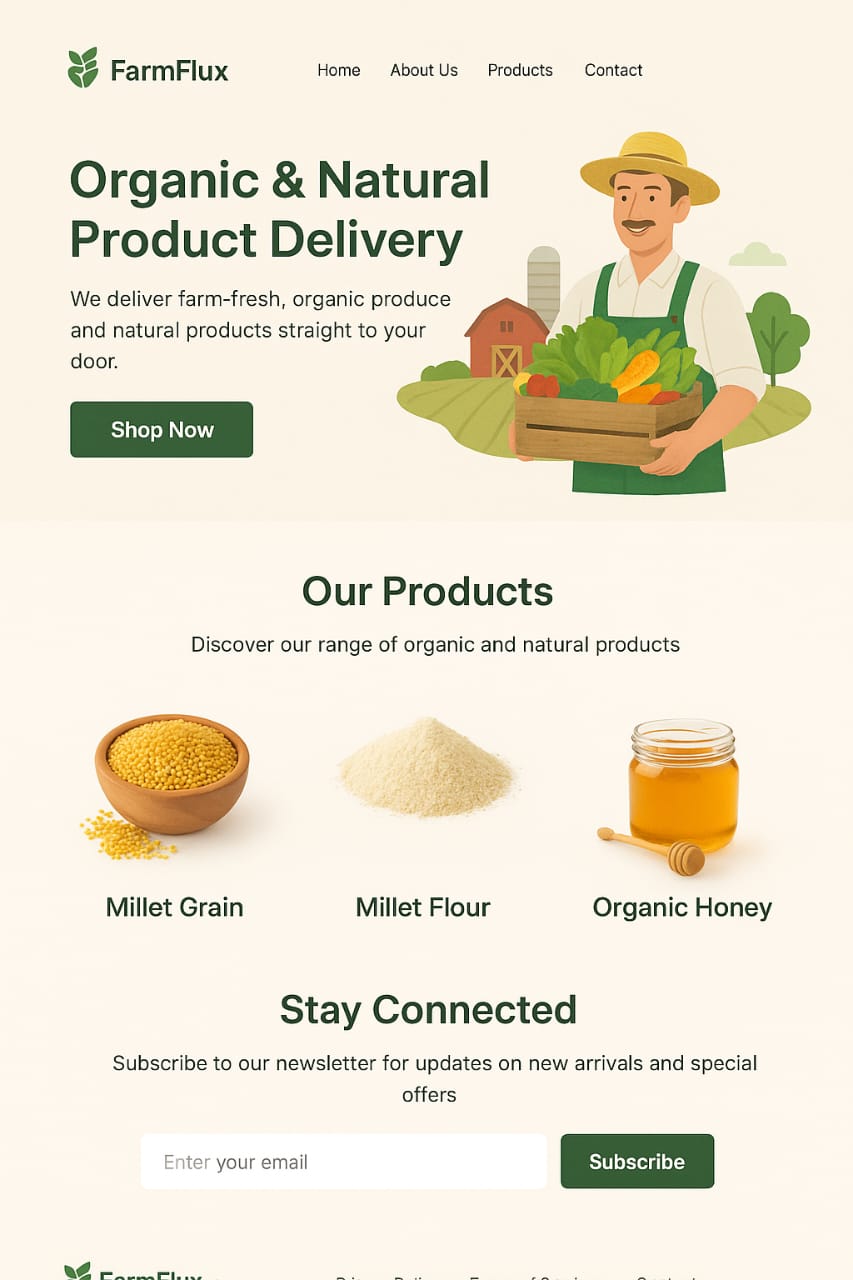 FarmFlux
Home About Us Products Contact
Organic & Natural
Product Delivery
We deliver farm-fresh, organic produce
and natural products straight to your
door.
Shop Now
Our Products
Discover our range of organic and natural products
Millet Grain Millet Flour Organic Honey
Stay Connected
Subscribe to our newsletter for updates on new arrivals and special
offers
Enter your email
Subscribe
FarmFlux